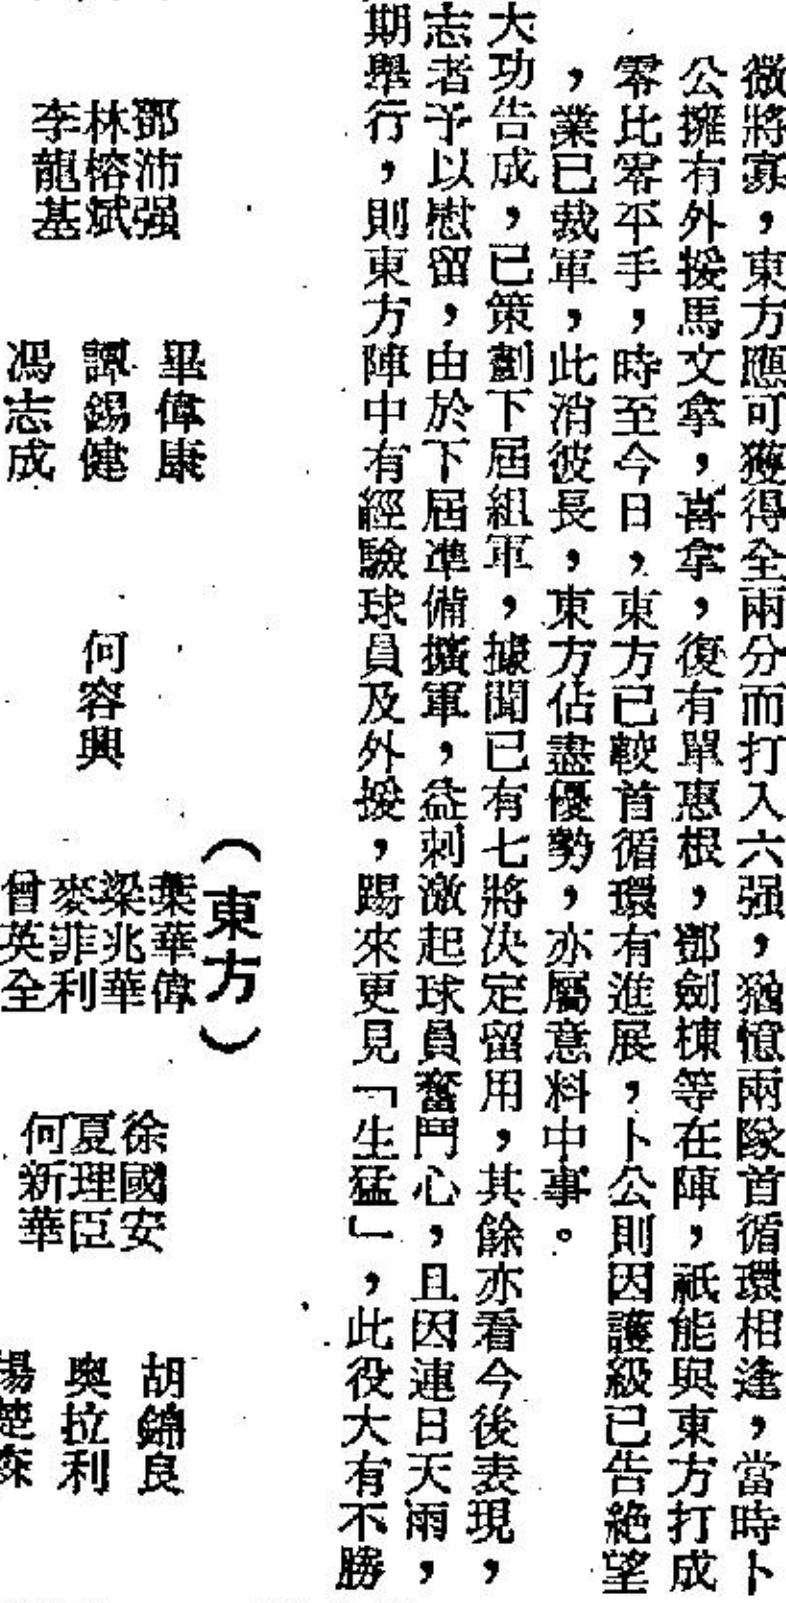 微將寡，東方應可獲得全兩分而打入六强，猶憶兩隊首循環相逢，當時卜
公擁有外援馬文拿，喜拿，復有單惠根，鄧劍棟等在陣，祇能與東方打成
零比零平手，時至今日，東方已較首循環有進展，卜公則因護級已告絕望
，業已裁軍，此消彼長，東方佔盡優勢，亦屬意料中事。
大功告成，已策劃下屆組軍，據聞已有七將决定留用，其餘亦看今後表現，
志者予以慰留，由於下屆準備擴軍，益刺激起球員奮鬥心，且因連日天雨，
期舉行，則東方陣中有經驗球員及外援，踢來更見「生猛」，此役大有不勝
（東方）
鄧沛强
林榕斌
李龍基
畢偉康
譚錫健
馮志成
何容興
葉華偉
梁兆華
麥菲利
曾英全
徐國安
夏理臣
何新華
胡錦良
奧拉利
楊楚森